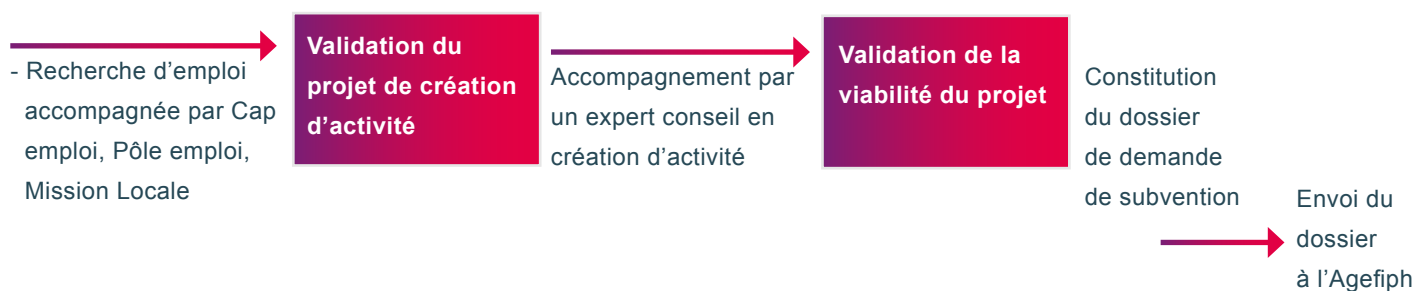 - Recherche d’emploi
accompagnée par Cap
emploi, Pôle emploi,
Mission Locale
Validation du
projet de création
d’activité
Accompagnement par
un expert conseil en
création d’activité
Validation de la
viabilité du projet
Constitution
du dossier
de demande
de subvention
Envoi du
dossier
à l’Agefiph